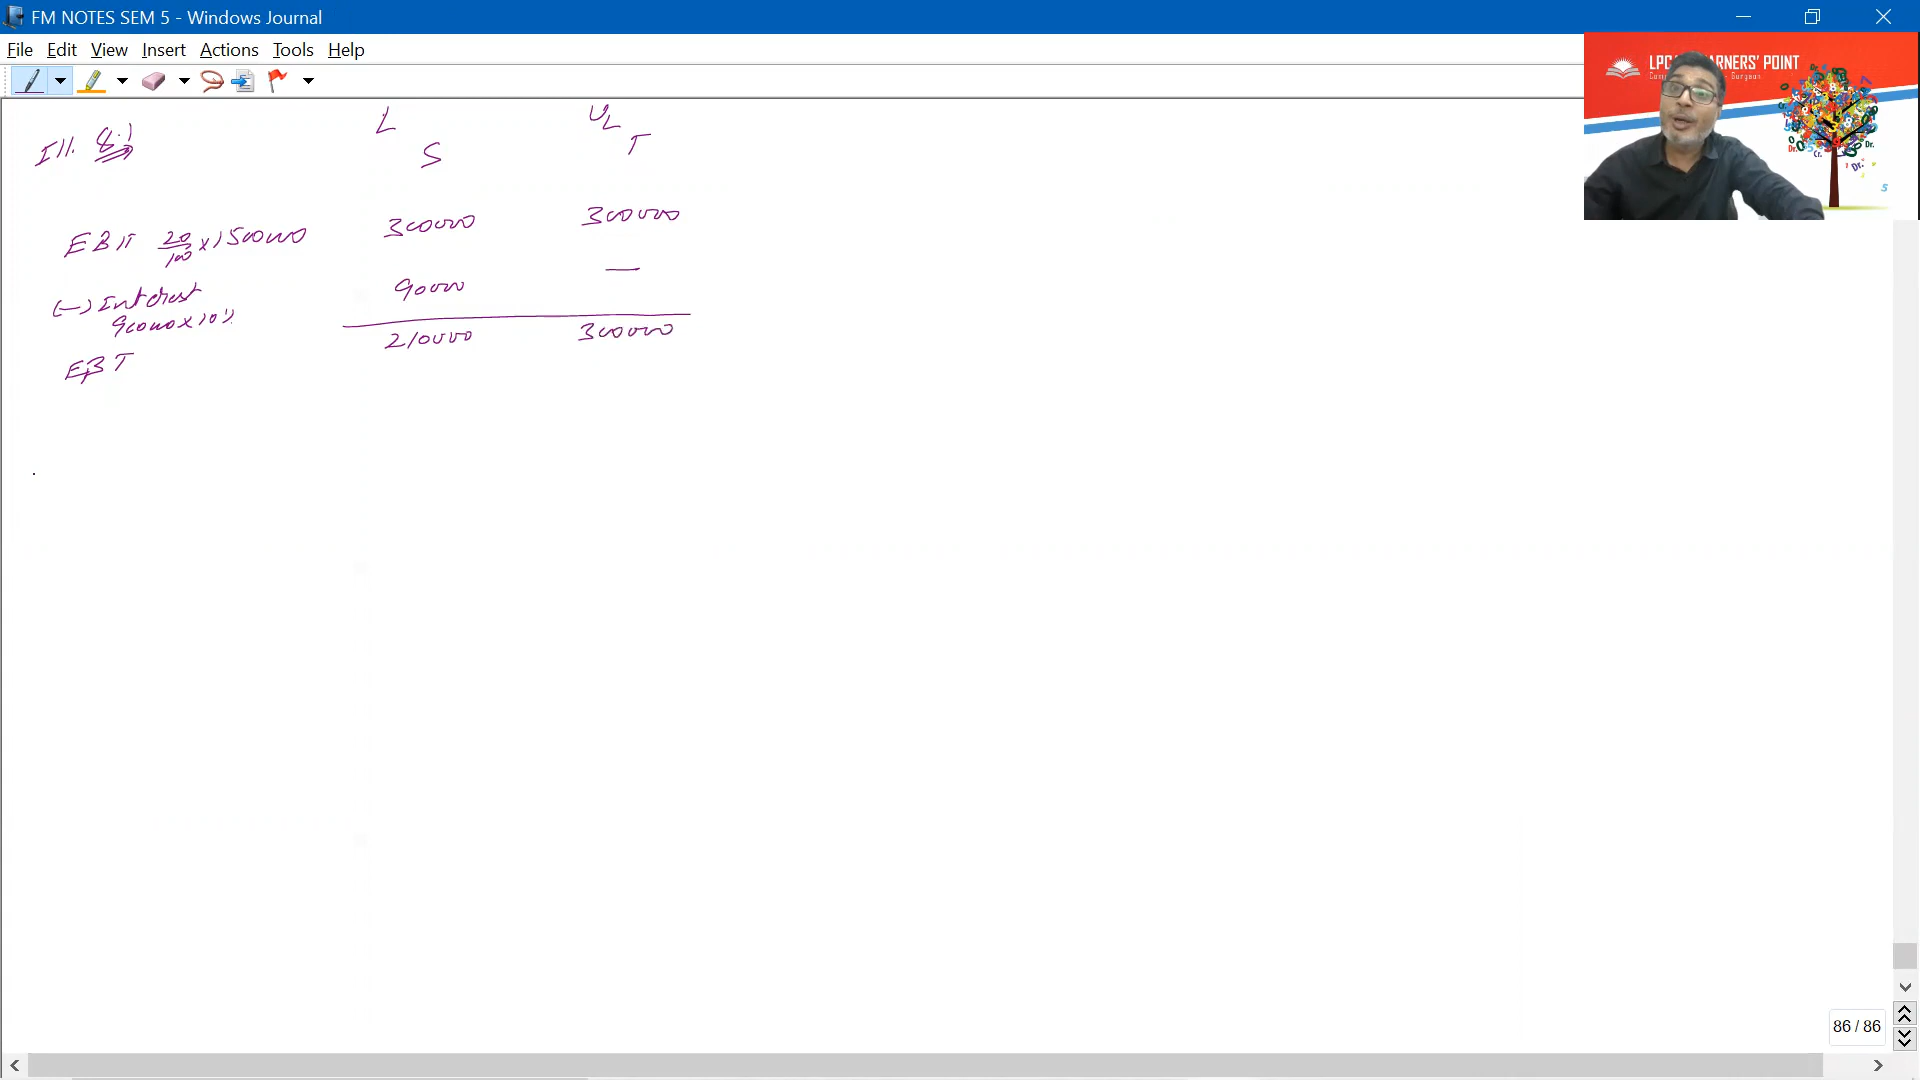 FM NOTES SEM 5 - Windows Journal
File Edit View Insert Actions Tools Help
LPC LEARNERS' POINT
Ill. 8:)
L UL
S T
EBIT 20/100 x 1500000 300000 300000
(-) Interest 90000 —
900000 x 10%
EBT 210000 300000
86 / 86